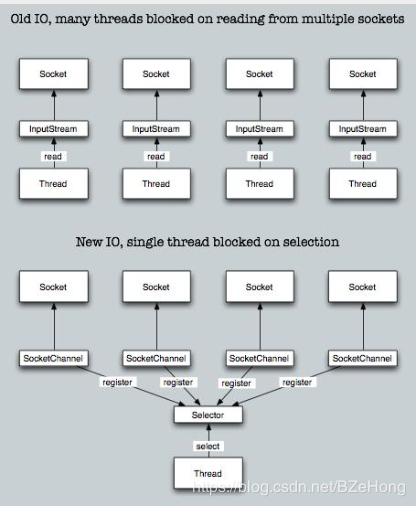 Old IO, many threads blocked on reading from multiple sockets
Socket Socket Socket Socket
InputStream InputStream InputStream InputStream
read read read read
Thread Thread Thread Thread
New IO, single thread blocked on selection
Socket Socket Socket Socket
SocketChannel SocketChannel SocketChannel SocketChannel
register register register register
Selector
select
Thread
https://blog.csdn.net/BZeHong